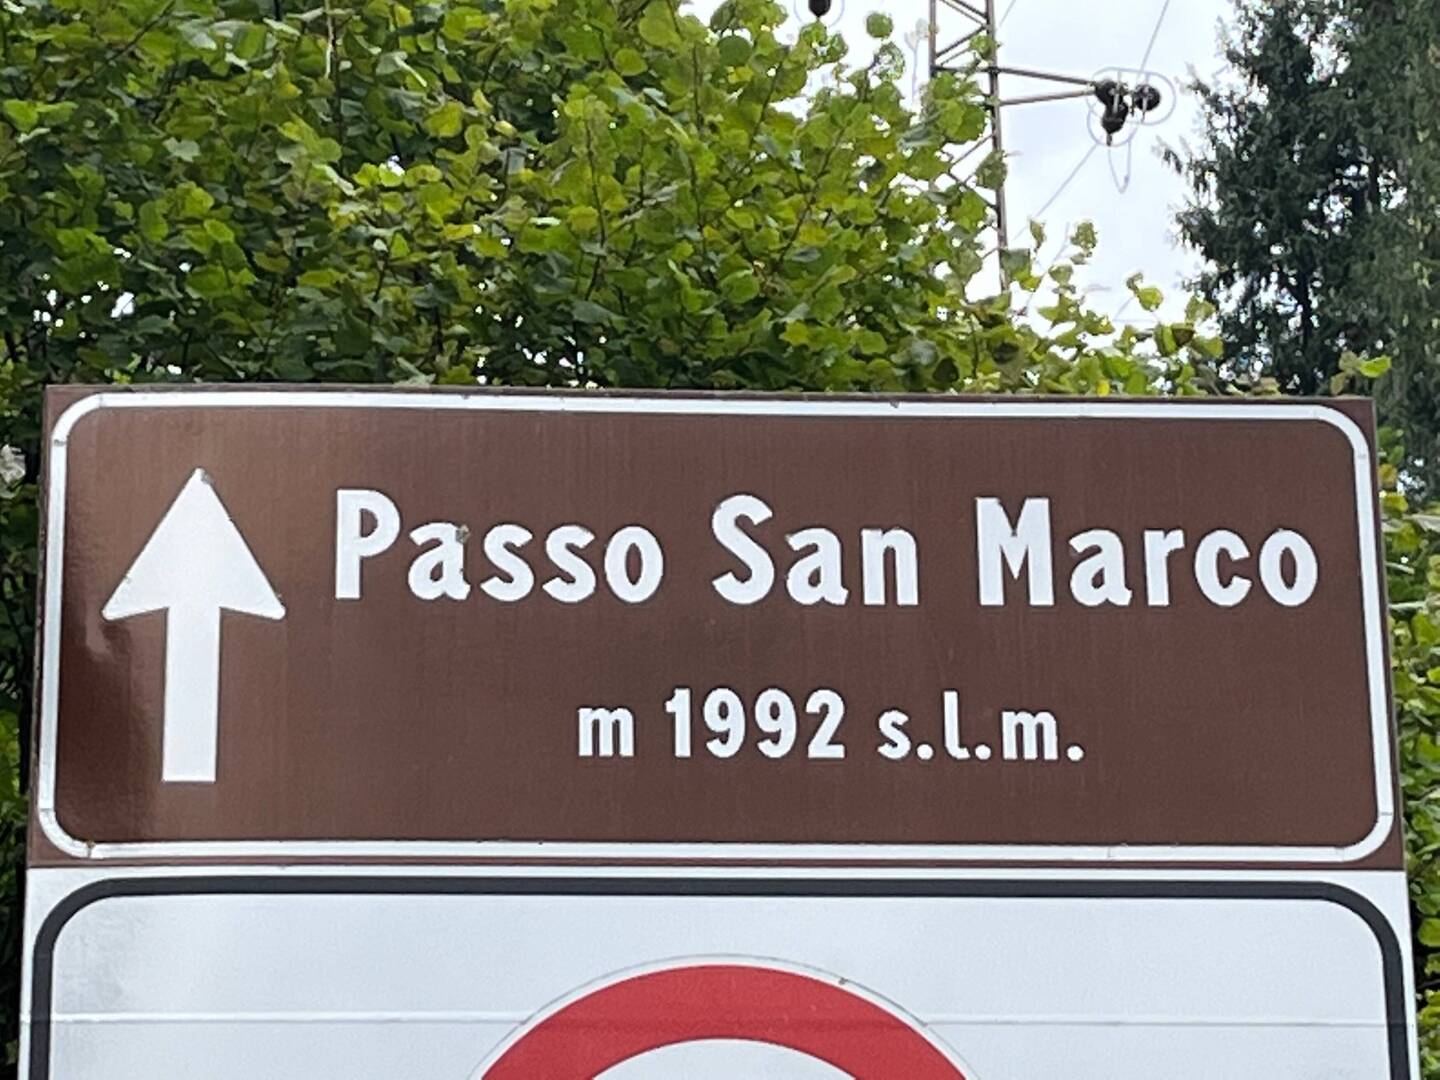 Passo San Marco
m 1992 s.l.m.